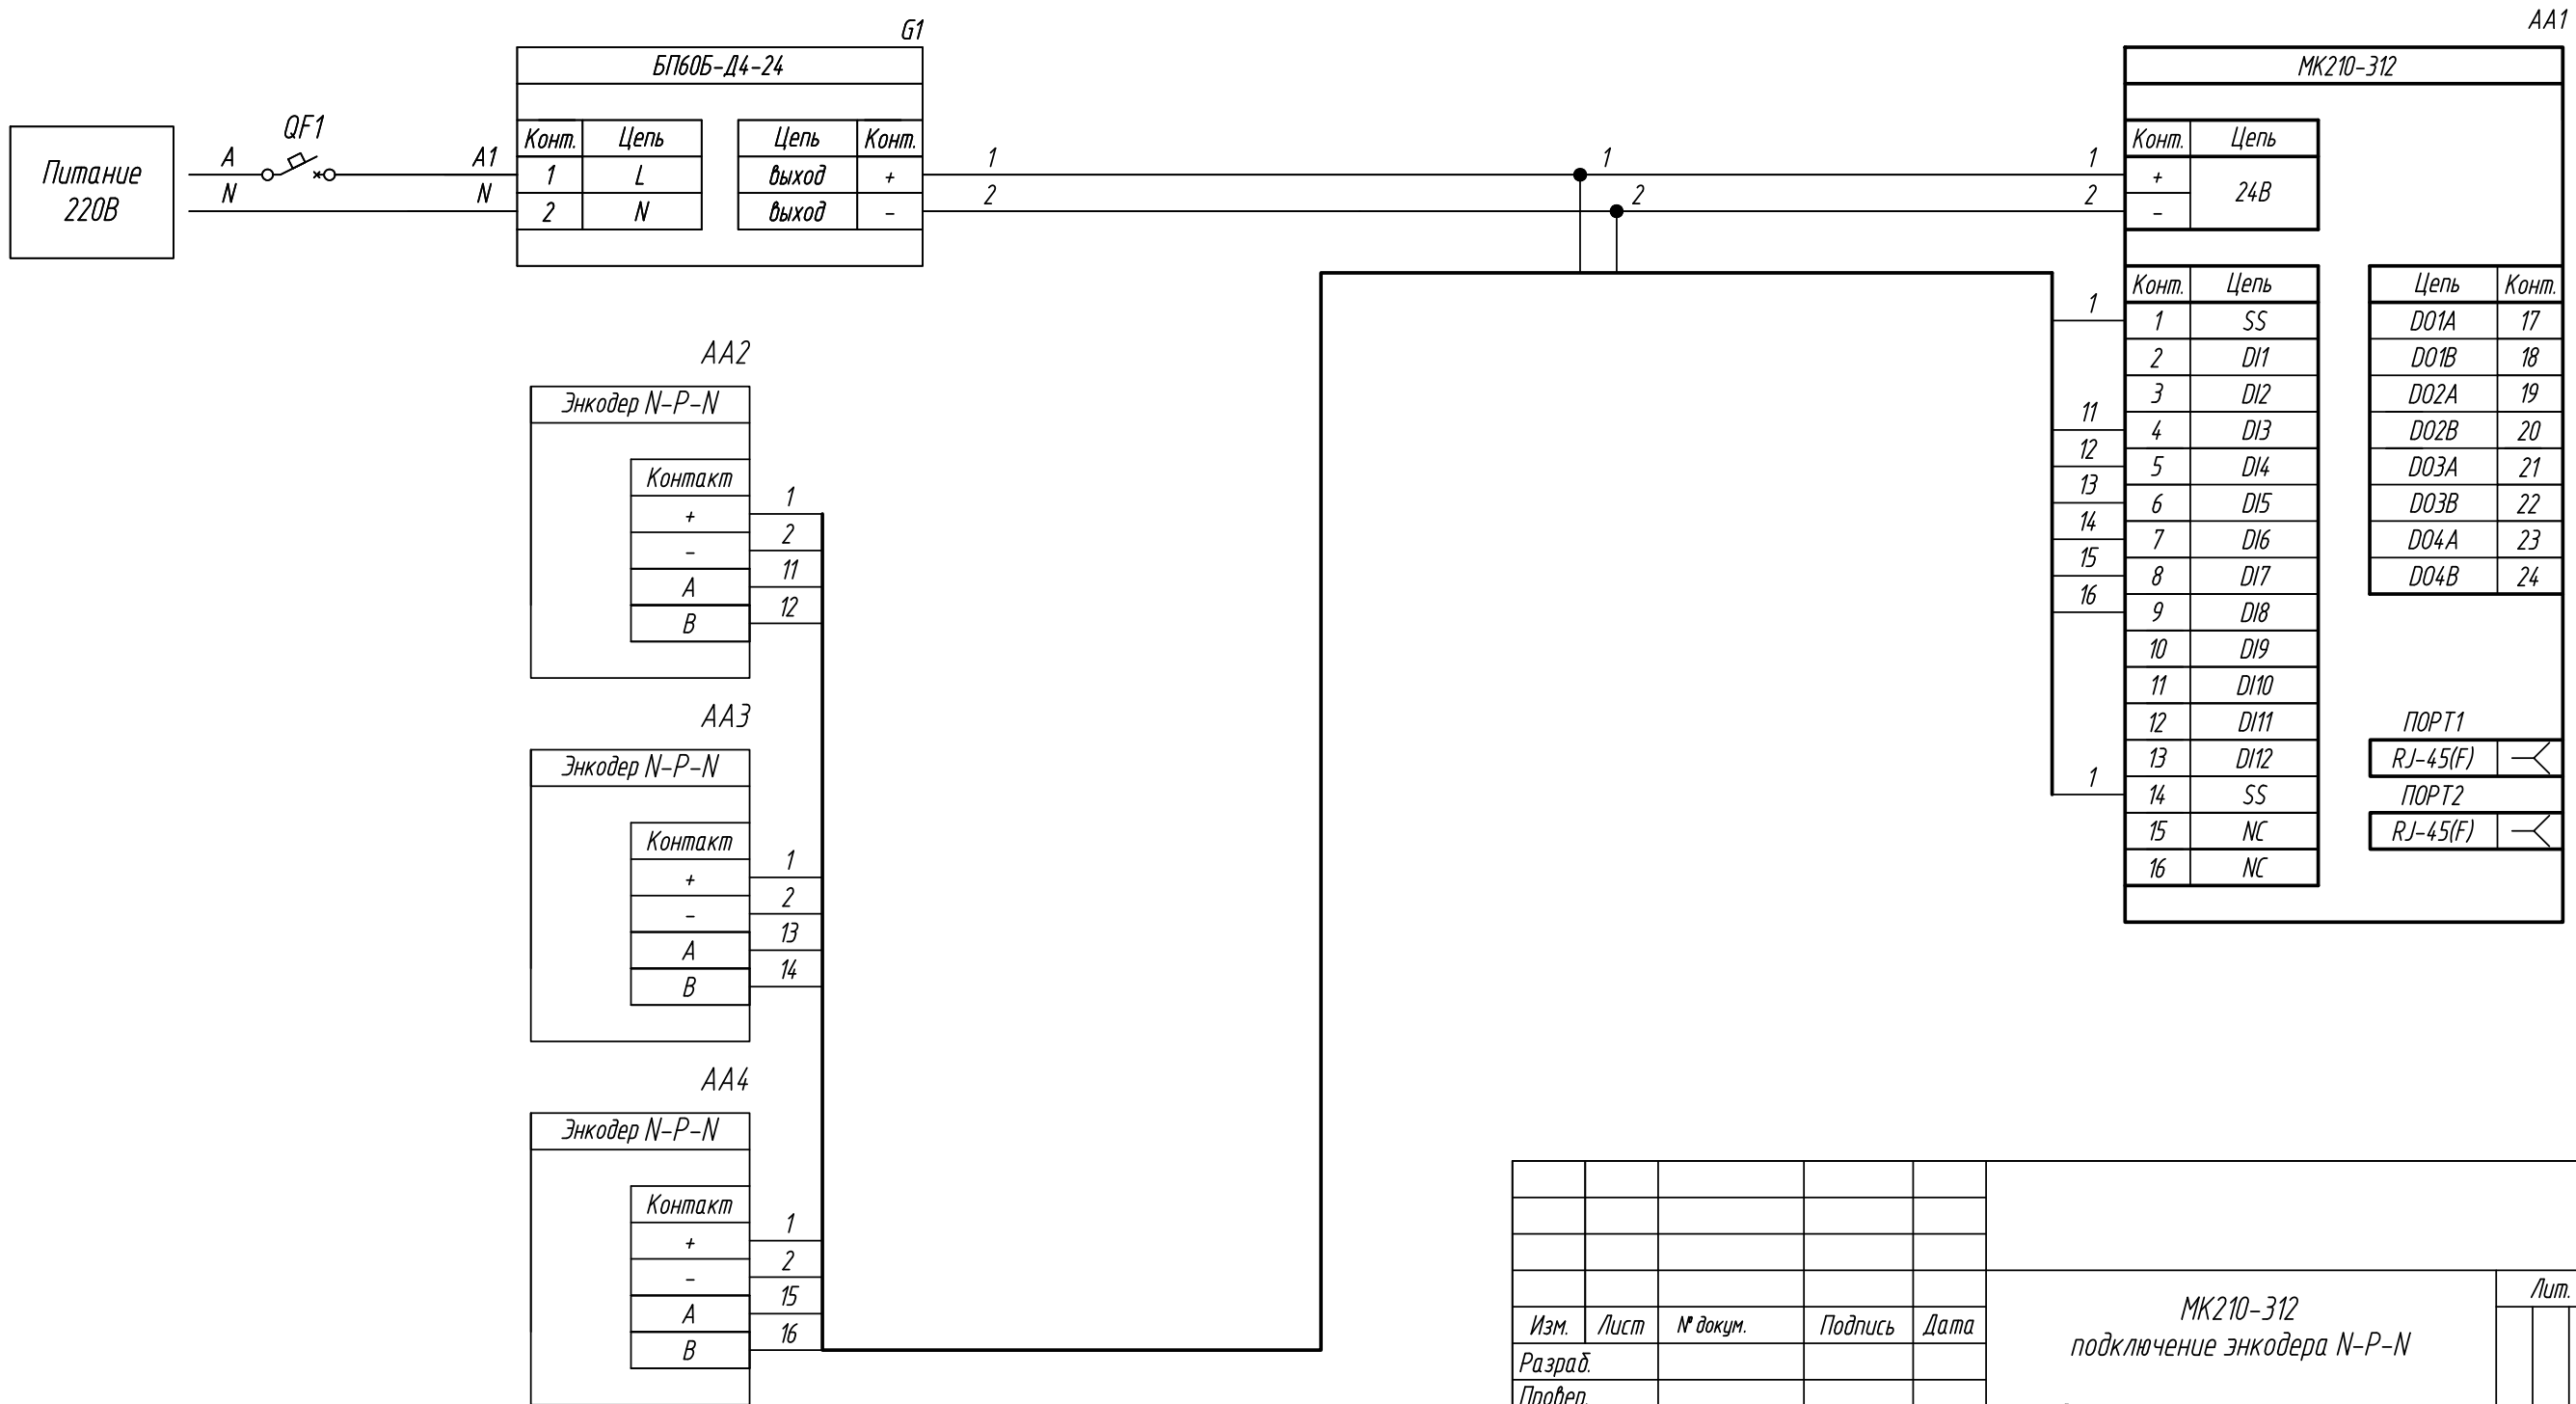 Питание
220В
QF1
A
N
A1
N
G1
БП60Б-Д4-24
Конт. Цепь
1 L
2 N
Цепь Конт.
выход +
выход -
1
2
1
2
1
2
AA1
МК210-312
Конт. Цепь
+ 24В
-
Конт. Цепь
1 SS
2 DI1
3 DI2
4 DI3
5 DI4
6 DI5
7 DI6
8 DI7
9 DI8
10 DI9
11 DI10
12 DI11
13 DI12
14 SS
15 NC
16 NC
1
11
12
13
14
15
16
1
Цепь Конт.
DO1A 17
DO1B 18
DO2A 19
DO2B 20
DO3A 21
DO3B 22
DO4A 23
DO4B 24
ПОРТ1
RJ-45(F)
ПОРТ2
RJ-45(F)
AA2
Энкодер N-P-N
Контакт
+ 1
- 2
A 11
B 12
AA3
Энкодер N-P-N
Контакт
+ 1
- 2
A 13
B 14
AA4
Энкодер N-P-N
Контакт
+ 1
- 2
A 15
B 16
Изм. Лист № докум. Подпись Дата
Разраб.
Провер.
МК210-312
подключение энкодера N-P-N
Лит.